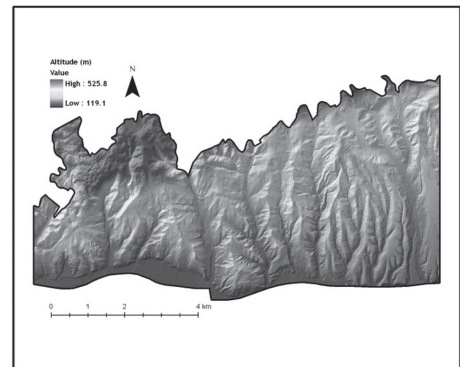 Altitude (m)
Value
High : 525.8
Low : 119.1
N
0 1 2 4 km